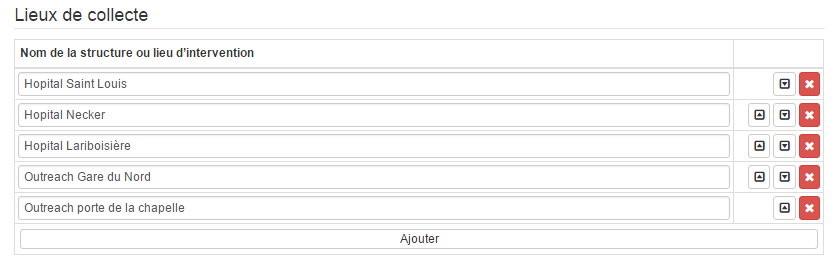 Lieux de collecte
Nom de la structure ou lieu d'intervention
Hopital Saint Louis
Hopital Necker
Hopital Lariboisière
Outreach Gare du Nord
Outreach porte de la chapelle
Ajouter